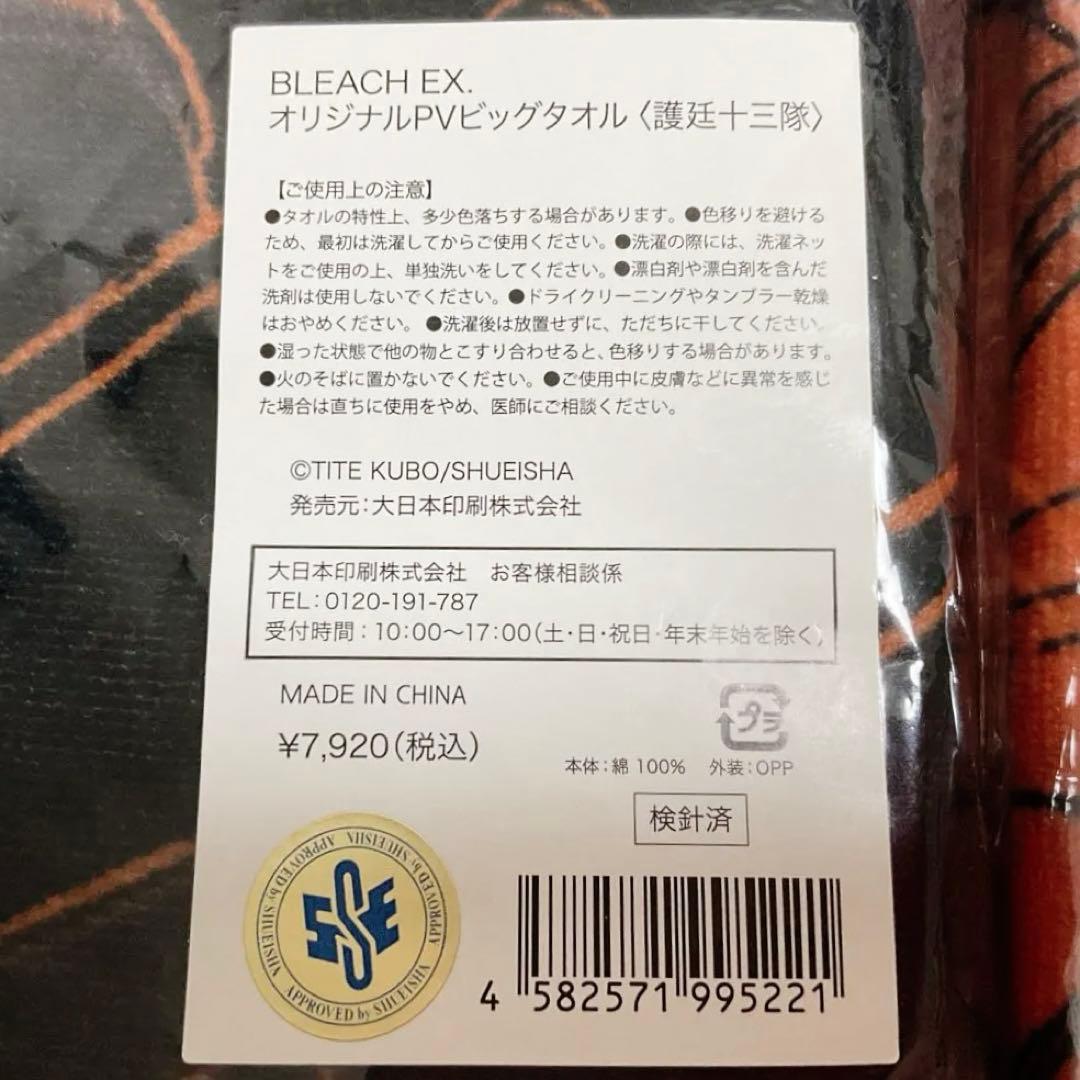 BLEACH EX.
オリジナルPVビッグタオル〈護廷十三隊〉
【ご使用上の注意】
●タオルの特性上、多少色落ちする場合があります。●色移りを避ける
ため、最初は洗濯してからご使用ください。●洗濯の際には、洗濯ネッ
トをご使用の上、単独洗いをしてください。●漂白剤や漂白剤を含んだ
洗剤は使用しないでください。●ドライクリーニングやタンブラー乾燥
はおやめください。 ●洗濯後は放置せずに、ただちに干してください。
●湿った状態で他の物とこすり合わせると、色移りする場合があります。
●火のそばに置かないでください。●ご使用中に皮膚などに異常を感じ
た場合は直ちに使用をやめ、医師にご相談ください。
©TITE KUBO/SHUEISHA
発売元:大日本印刷株式会社
大日本印刷株式会社 お客様相談係
TEL:0120-191-787
受付時間:10:00〜17:00(土・日・祝日・年末年始を除く)
MADE IN CHINA
¥7,920(税込)
プラ
本体:綿 100% 外装:OPP
検針済
APPROVED by SHUEISHA APPROVED by SHUEISHA APPROVED by SHUEISHA
SSE
4 582571 995221